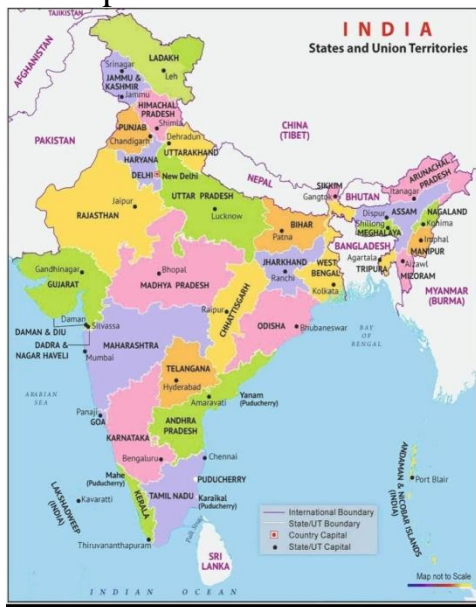 INDIA
States and Union Territories
TAJIKISTAN
AFGHANISTAN
LADAKH
Srinagar
Leh
JAMMU &
KASHMIR
Jammu
HIMACHAL
PRADESH
Shimla
PAKISTAN
PUNJAB
Chandigarh
Dehradun
UTTARAKHAND
CHINA
(TIBET)
HARYANA
DELHI
New Delhi
NEPAL
SIKKIM
Gangtok
BHUTAN
ARUNACHAL
PRADESH
Itanagar
Jaipur
RAJASTHAN
UTTAR PRADESH
Lucknow
BIHAR
Patna
Dispur
ASSAM
NAGALAND
Shillong
Kohima
MEGHALAYA
BANGLADESH
Imphal
MANIPUR
Agartala
Aizawl
TRIPURA
MIZORAM
Gandhinagar
GUJARAT
Bhopal
MADHYA PRADESH
JHARKHAND
Ranchi
WEST
BENGAL
Kolkata
MYANMAR
(BURMA)
CHHATTISGARH
Raipur
Daman
DAMAN & DIU
Silvassa
DADRA &
NAGAR HAVELI
Mumbai
MAHARASHTRA
ODISHA
Bhubaneswar
BAY
OF
BENGAL
TELANGANA
Hyderabad
Amaravati
Yanam
(Puducherry)
ARABIAN
SEA
Panaji
GOA
KARNATAKA
ANDHRA
PRADESH
Bengaluru
Chennai
Mahe
(Puducherry)
PUDUCHERRY
LAKSHADWEEP
(INDIA)
Kavaratti
KERALA
TAMIL NADU
Karaikal
(Puducherry)
Palk Strait
Thiruvananthapuram
SRI
LANKA
ANDAMAN & NICOBAR ISLANDS
(INDIA)
Port Blair
International Boundary
State/UT Boundary
Country Capital
State/UT Capital
Map not to Scale
INDIAN OCEAN